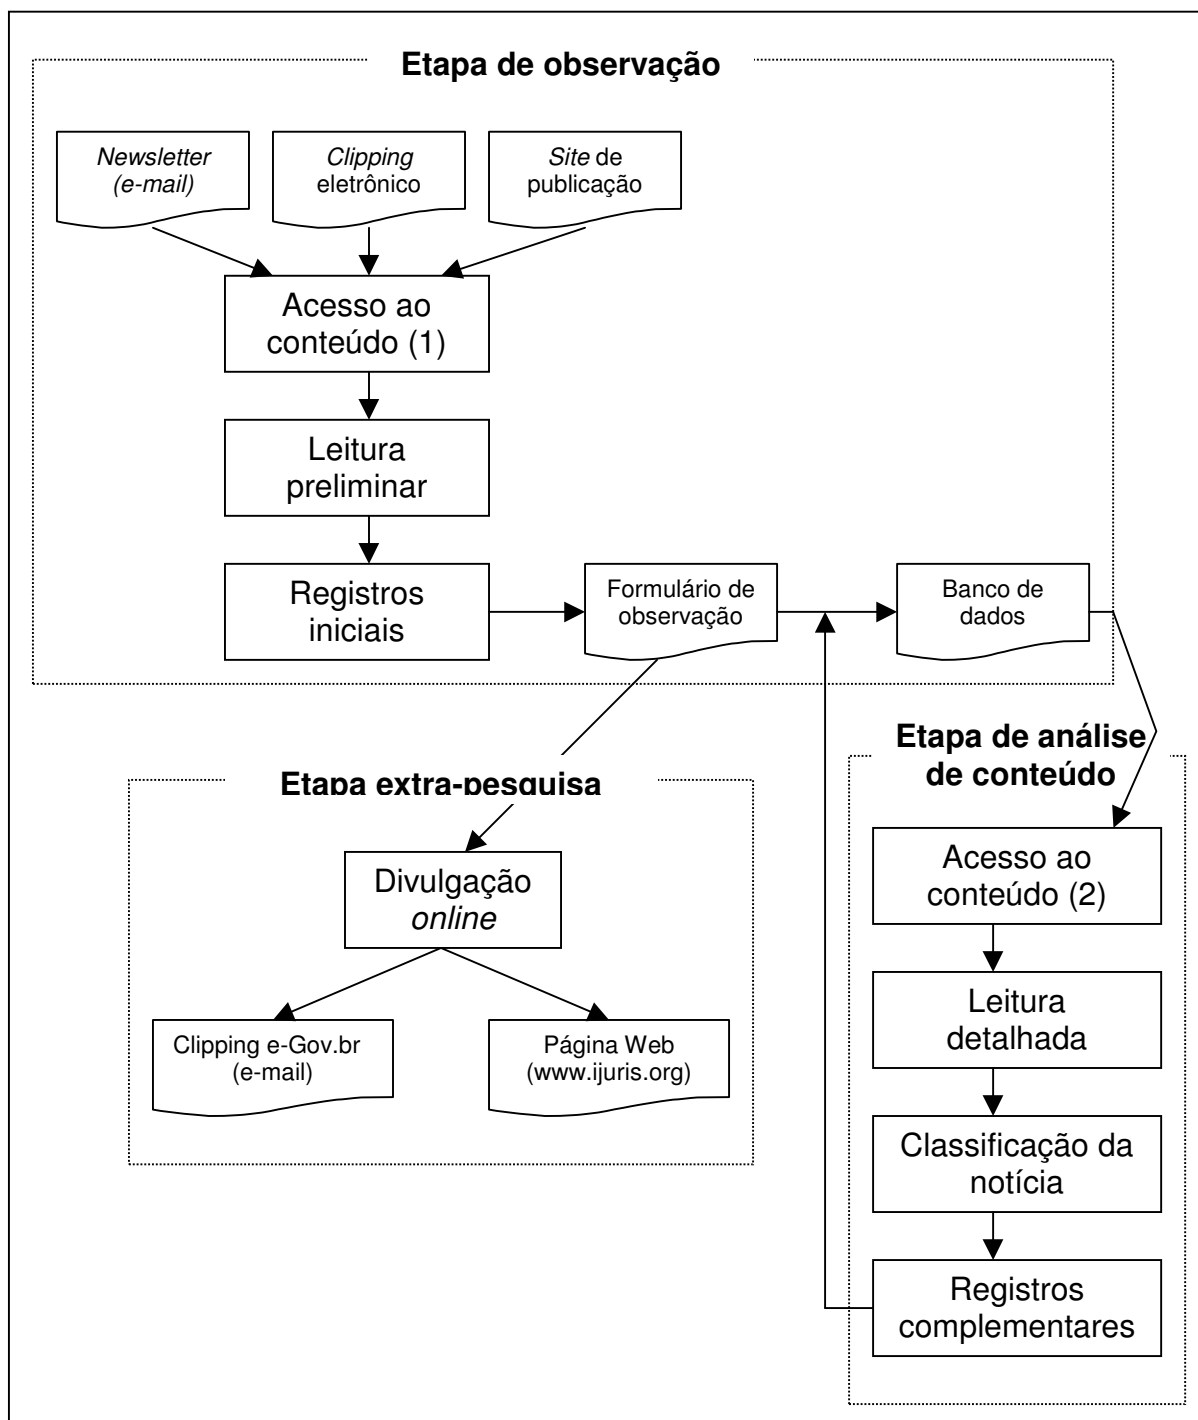 Etapa de observação
Newsletter
(e-mail)
Clipping
eletrônico
Site de
publicação
Acesso ao
conteúdo (1)
Leitura
preliminar
Registros
iniciais
Formulário de
observação
Banco de
dados
Etapa extra-pesquisa
Divulgação
online
Clipping e-Gov.br
(e-mail)
Página Web
(www.ijuris.org)
Etapa de análise
de conteúdo
Acesso ao
conteúdo (2)
Leitura
detalhada
Classificação da
notícia
Registros
complementares